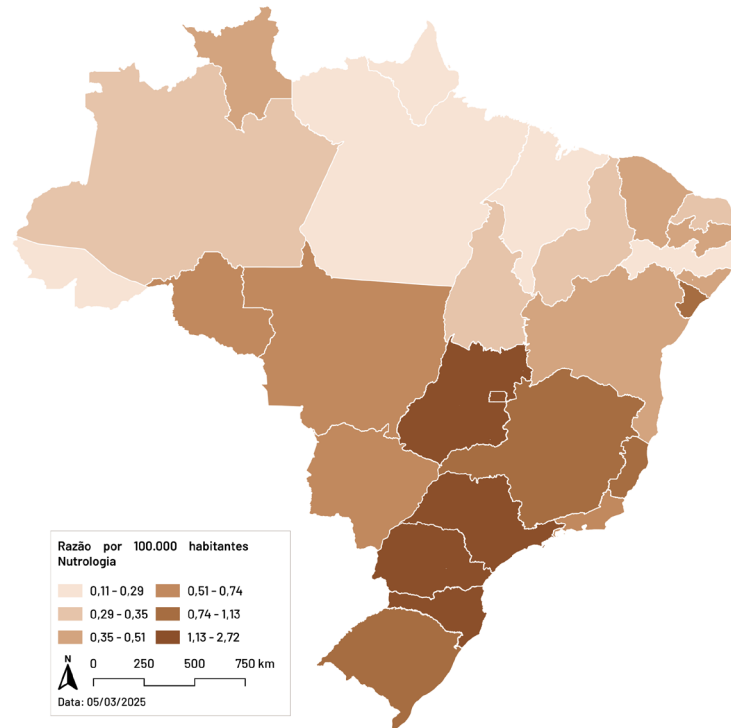 Razão por 100.000 habitantes
Nutrologia
0,11 - 0,29 0,51 - 0,74
0,29 - 0,35 0,74 - 1,13
0,35 - 0,51 1,13 - 2,72
N
0 250 500 750 km
Data: 05/03/2025